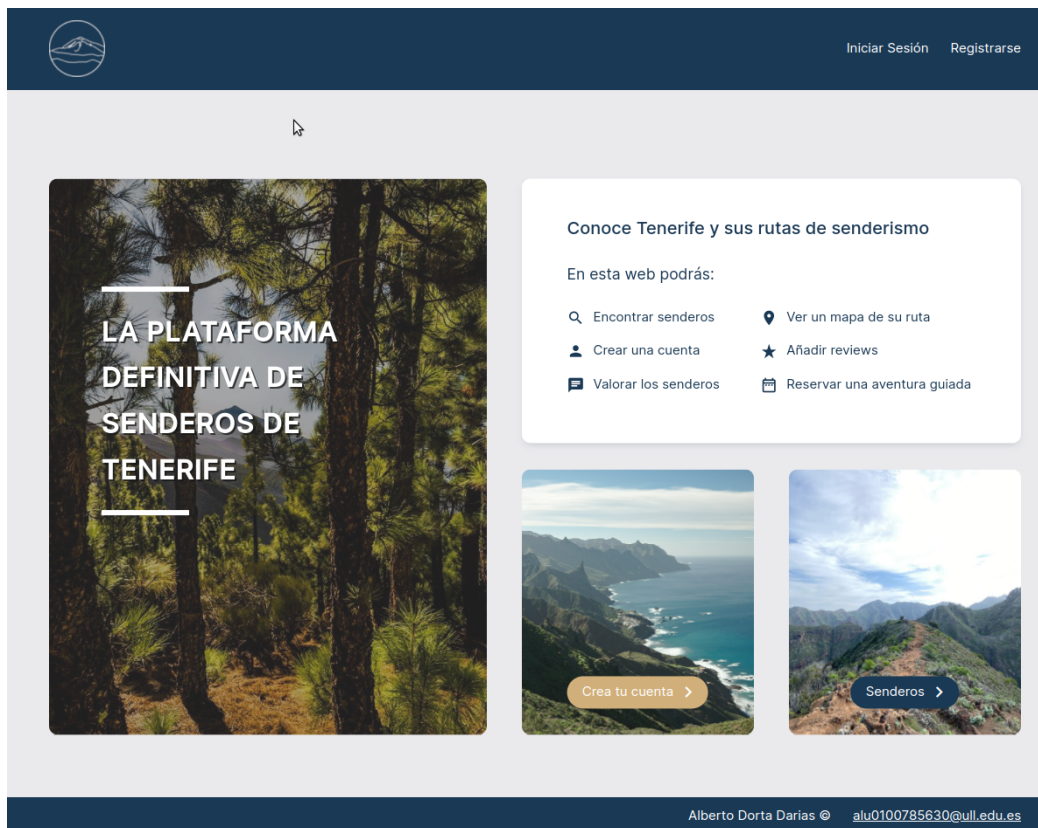 Iniciar Sesión Registrarse
LA PLATAFORMA
DEFINITIVA DE
SENDEROS DE
TENERIFE
Conoce Tenerife y sus rutas de senderismo
En esta web podrás:
Encontrar senderos
Ver un mapa de su ruta
Crear una cuenta
Añadir reviews
Valorar los senderos
Reservar una aventura guiada
Crea tu cuenta
Senderos
Alberto Dorta Darias © alu0100785630@ull.edu.es